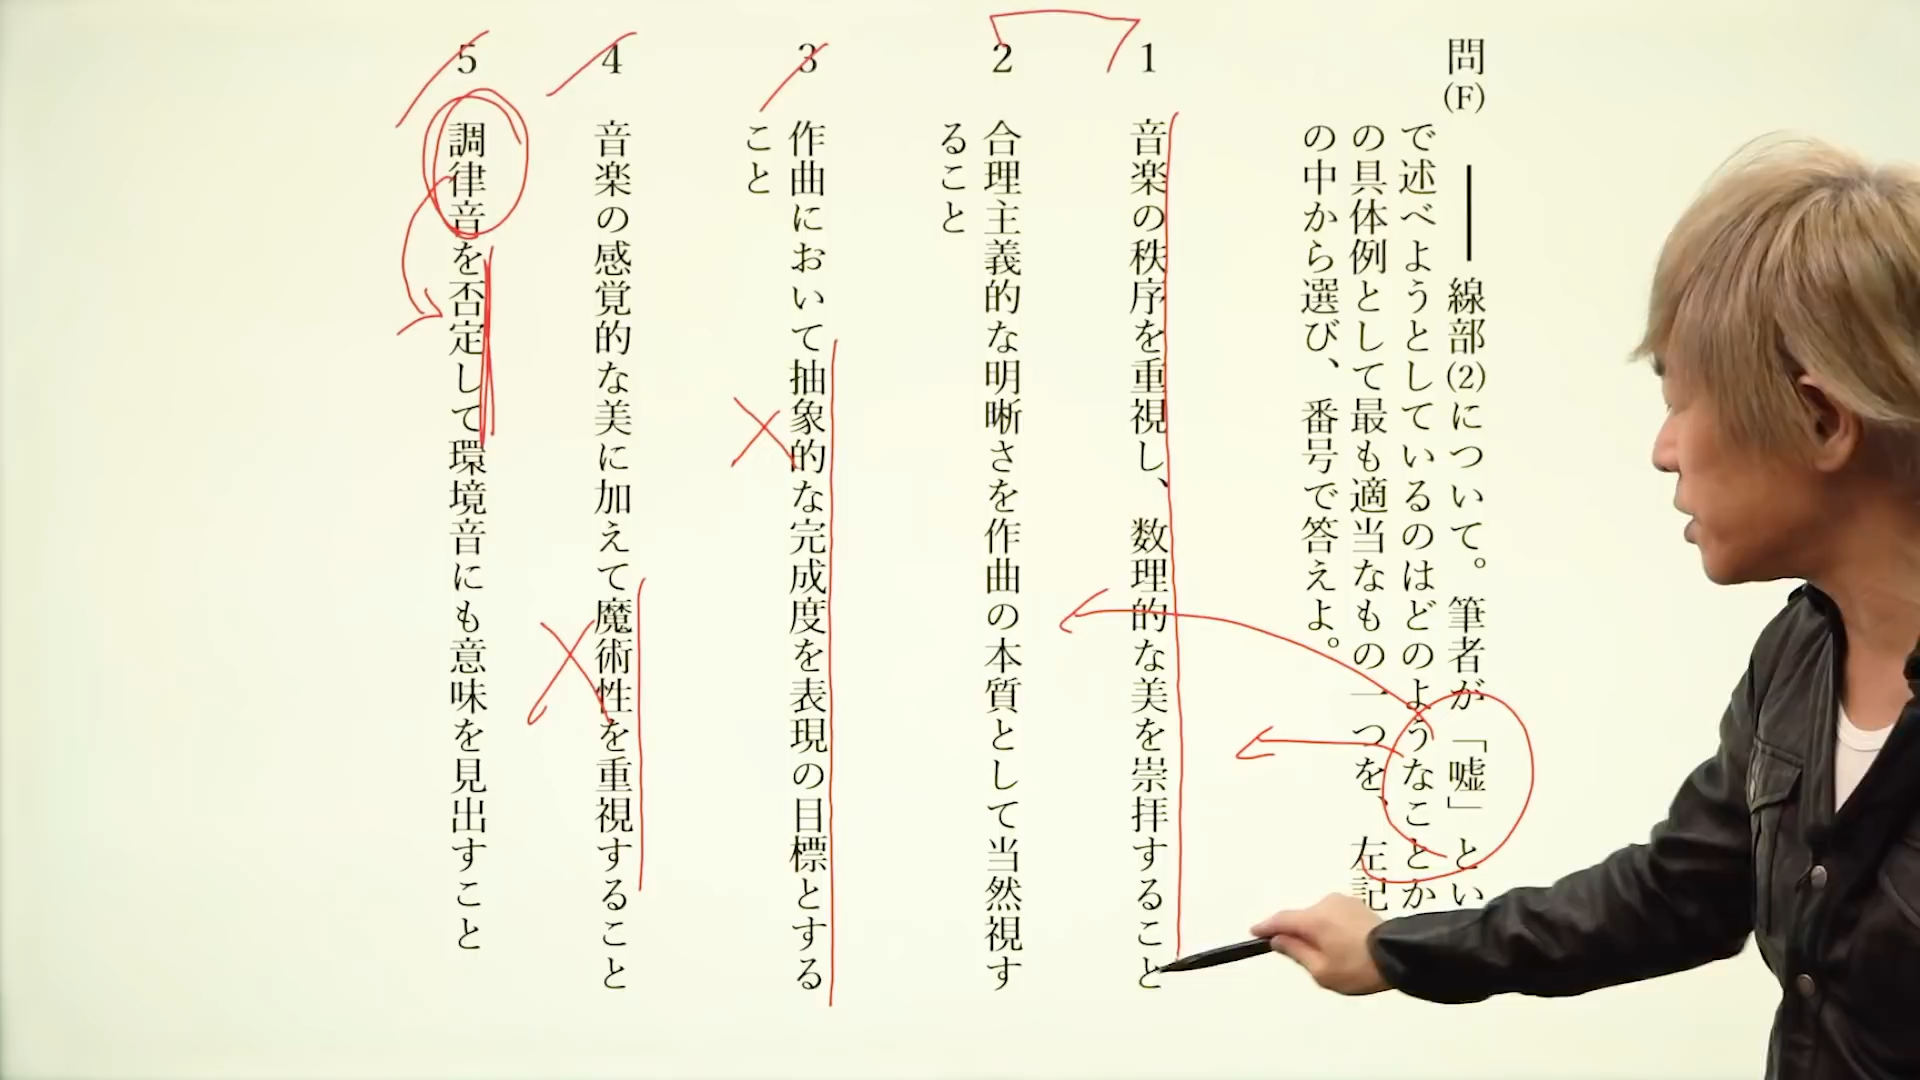 問(F) ――線部(2)について。筆者が「嘘」とい
で述べようとしているのはどのようなことか
の具体例として最も適当なもの一つを、左記
の中から選び、番号で答えよ。
1 音楽の秩序を重視し、数理的な美を崇拝すること
2 合理主義的な明晰さを作曲の本質として当然視す
ること
3 作曲において抽象的な完成度を表現の目標とする
こと
4 音楽の感覚的な美に加えて魔術性を重視すること
5 調律音を否定して環境音にも意味を見出すこと